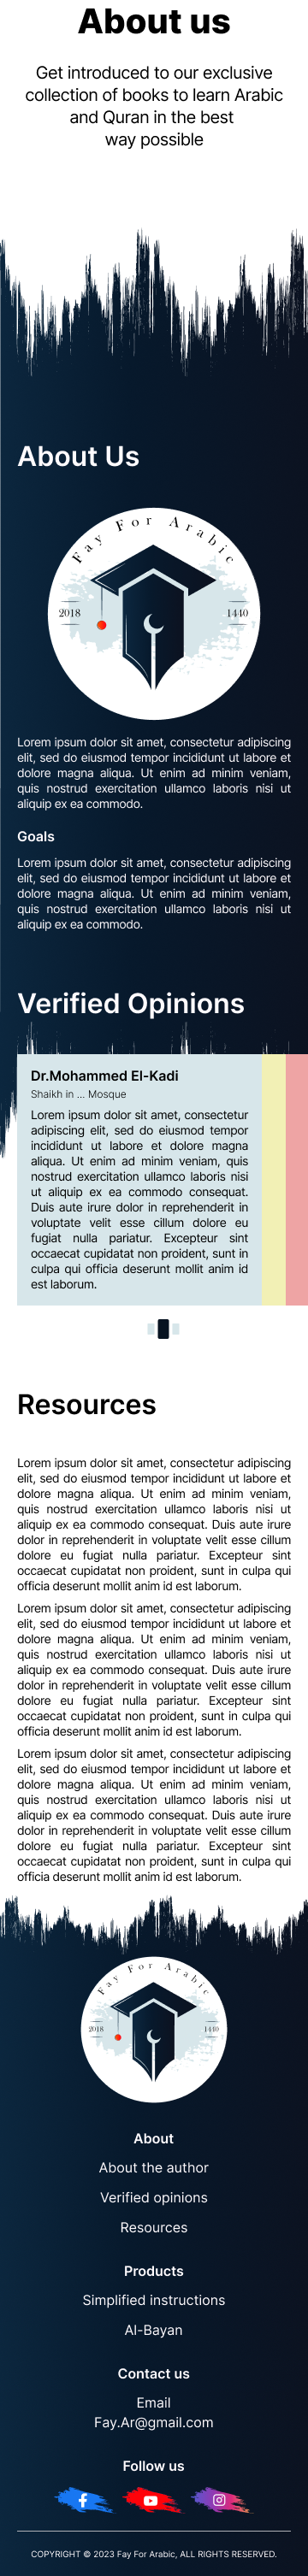 About us
Get introduced to our exclusive
collection of books to learn Arabic
and Quran in the best
way possible
About Us
Fay For Arabic
2018
1440
Lorem ipsum dolor sit amet, consectetur adipiscing
elit, sed do eiusmod tempor incididunt ut labore et
dolore magna aliqua. Ut enim ad minim veniam,
quis nostrud exercitation ullamco laboris nisi ut
aliquip ex ea commodo.
Goals
Lorem ipsum dolor sit amet, consectetur adipiscing
elit, sed do eiusmod tempor incididunt ut labore et
dolore magna aliqua. Ut enim ad minim veniam,
quis nostrud exercitation ullamco laboris nisi ut
aliquip ex ea commodo.
Verified Opinions
Dr.Mohammed El-Kadi
Shaikh in ... Mosque
Lorem ipsum dolor sit amet, consectetur
adipiscing elit, sed do eiusmod tempor
incididunt ut labore et dolore magna
aliqua. Ut enim ad minim veniam, quis
nostrud exercitation ullamco laboris nisi
ut aliquip ex ea commodo consequat.
Duis aute irure dolor in reprehenderit in
voluptate velit esse cillum dolore eu
fugiat nulla pariatur. Excepteur sint
occaecat cupidatat non proident, sunt in
culpa qui officia deserunt mollit anim id
est laborum.
Resources
Lorem ipsum dolor sit amet, consectetur adipiscing
elit, sed do eiusmod tempor incididunt ut labore et
dolore magna aliqua. Ut enim ad minim veniam,
quis nostrud exercitation ullamco laboris nisi ut
aliquip ex ea commodo consequat. Duis aute irure
dolor in reprehenderit in voluptate velit esse cillum
dolore eu fugiat nulla pariatur. Excepteur sint
occaecat cupidatat non proident, sunt in culpa qui
officia deserunt mollit anim id est laborum.
Lorem ipsum dolor sit amet, consectetur adipiscing
elit, sed do eiusmod tempor incididunt ut labore et
dolore magna aliqua. Ut enim ad minim veniam,
quis nostrud exercitation ullamco laboris nisi ut
aliquip ex ea commodo consequat. Duis aute irure
dolor in reprehenderit in voluptate velit esse cillum
dolore eu fugiat nulla pariatur. Excepteur sint
occaecat cupidatat non proident, sunt in culpa qui
officia deserunt mollit anim id est laborum.
Lorem ipsum dolor sit amet, consectetur adipiscing
elit, sed do eiusmod tempor incididunt ut labore et
dolore magna aliqua. Ut enim ad minim veniam,
quis nostrud exercitation ullamco laboris nisi ut
aliquip ex ea commodo consequat. Duis aute irure
dolor in reprehenderit in voluptate velit esse cillum
dolore eu fugiat nulla pariatur. Excepteur sint
occaecat cupidatat non proident, sunt in culpa qui
officia deserunt mollit anim id est laborum.
Fay For Arabic
2018
1440
About
About the author
Verified opinions
Resources
Products
Simplified instructions
Al-Bayan
Contact us
Email
Fay.Ar@gmail.com
Follow us
COPYRIGHT © 2023 Fay For Arabic, ALL RIGHTS RESERVED.